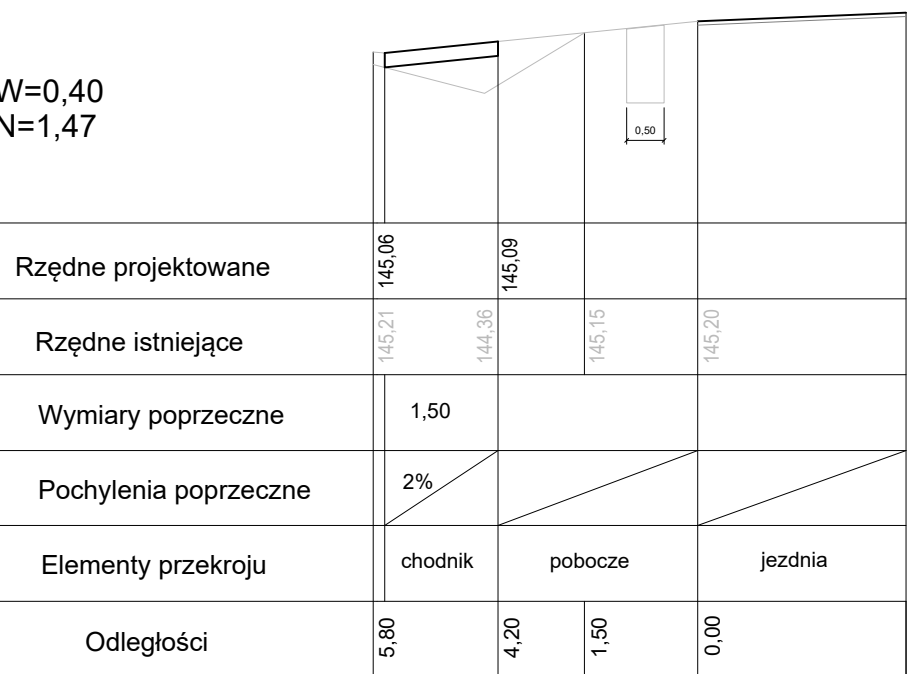 W=0,40
N=1,47
0,50
Rzędne projektowane 145,06 145,09
Rzędne istniejące 145,21 144,36 145,15 145,20
Wymiary poprzeczne 1,50
Pochylenia poprzeczne 2%
Elementy przekroju chodnik pobocze jezdnia
Odległości 5,80 4,20 1,50 0,00